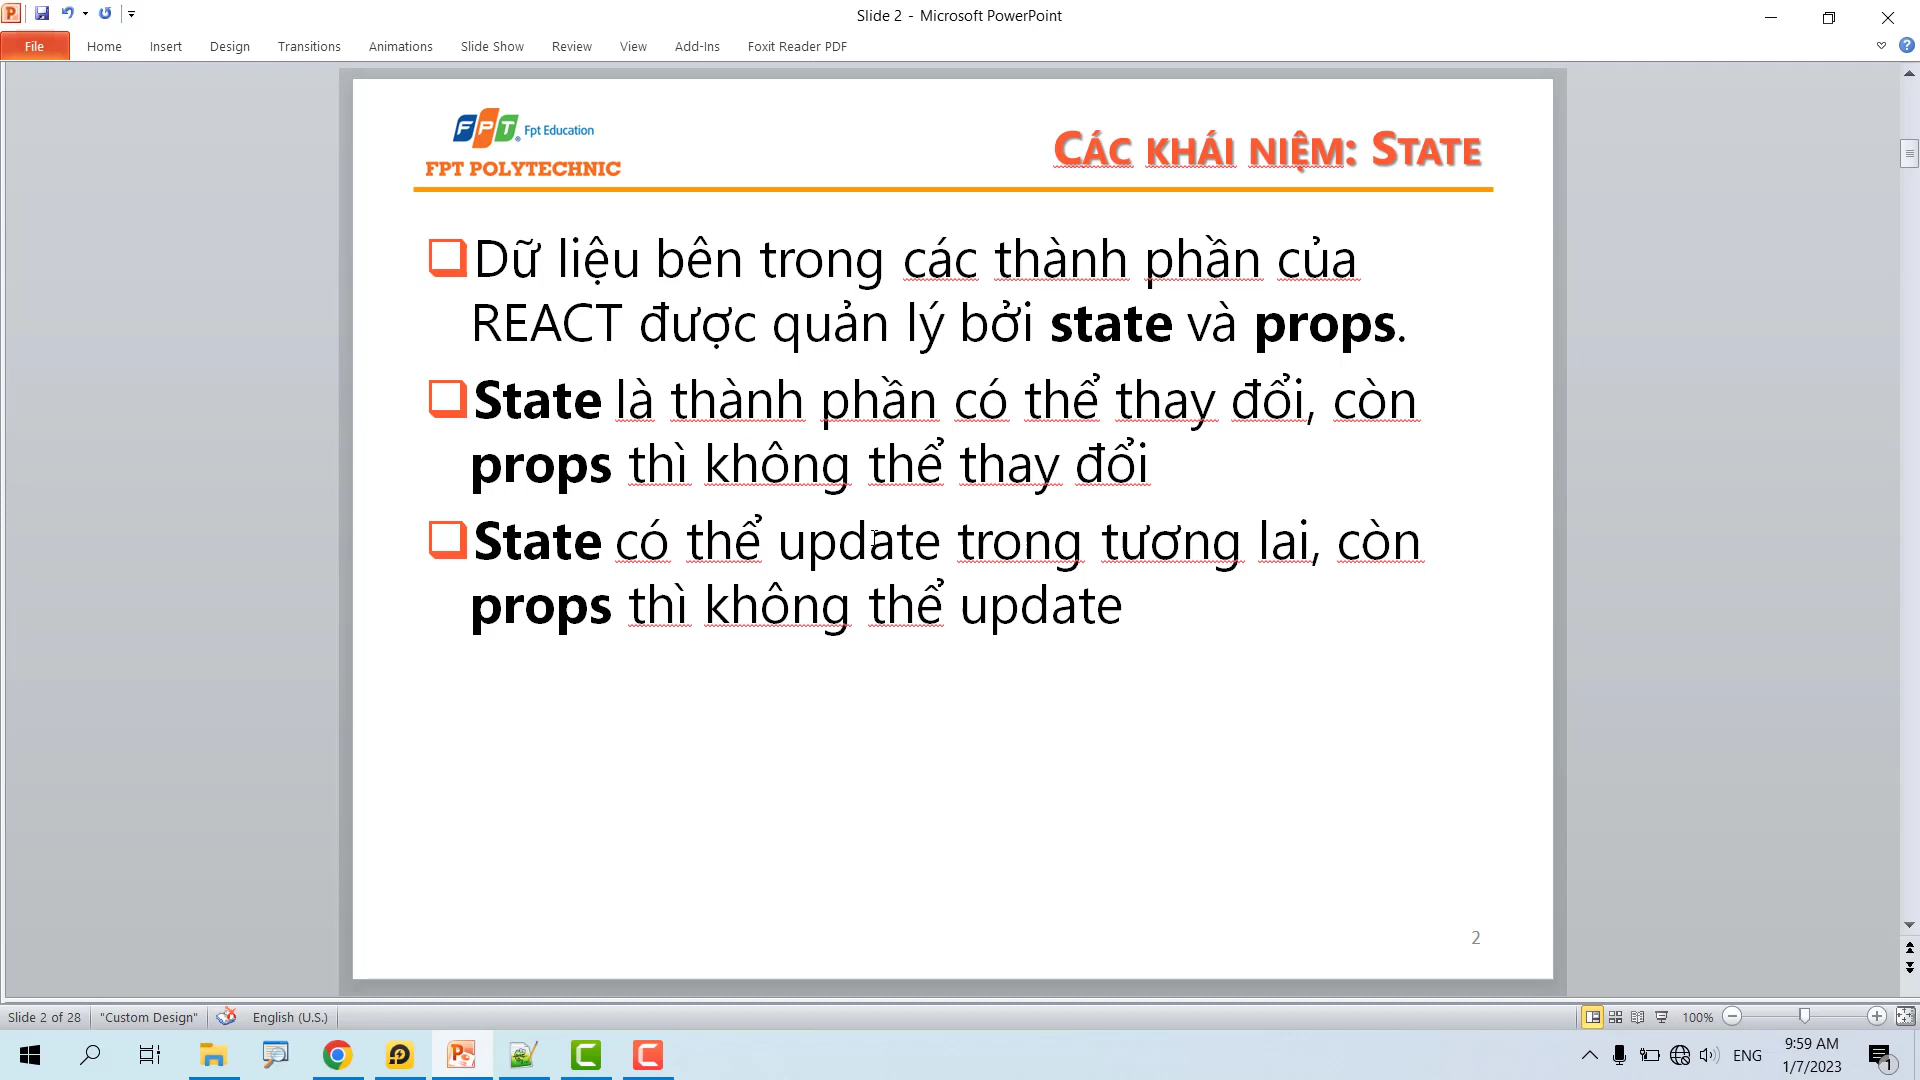 Slide 2 - Microsoft PowerPoint
File Home Insert Design Transitions Animations Slide Show Review View Add-Ins Foxit Reader PDF
FPT Fpt Education
FPT POLYTECHNIC
CÁC KHÁI NIỆM: STATE
Dữ liệu bên trong các thành phần của
REACT được quản lý bởi state và props.
State là thành phần có thể thay đổi, còn
props thì không thể thay đổi
State có thể update trong tương lai, còn
props thì không thể update
2
Slide 2 of 28 "Custom Design" English (U.S.) 100%
ENG
9:59 AM
1/7/2023
1